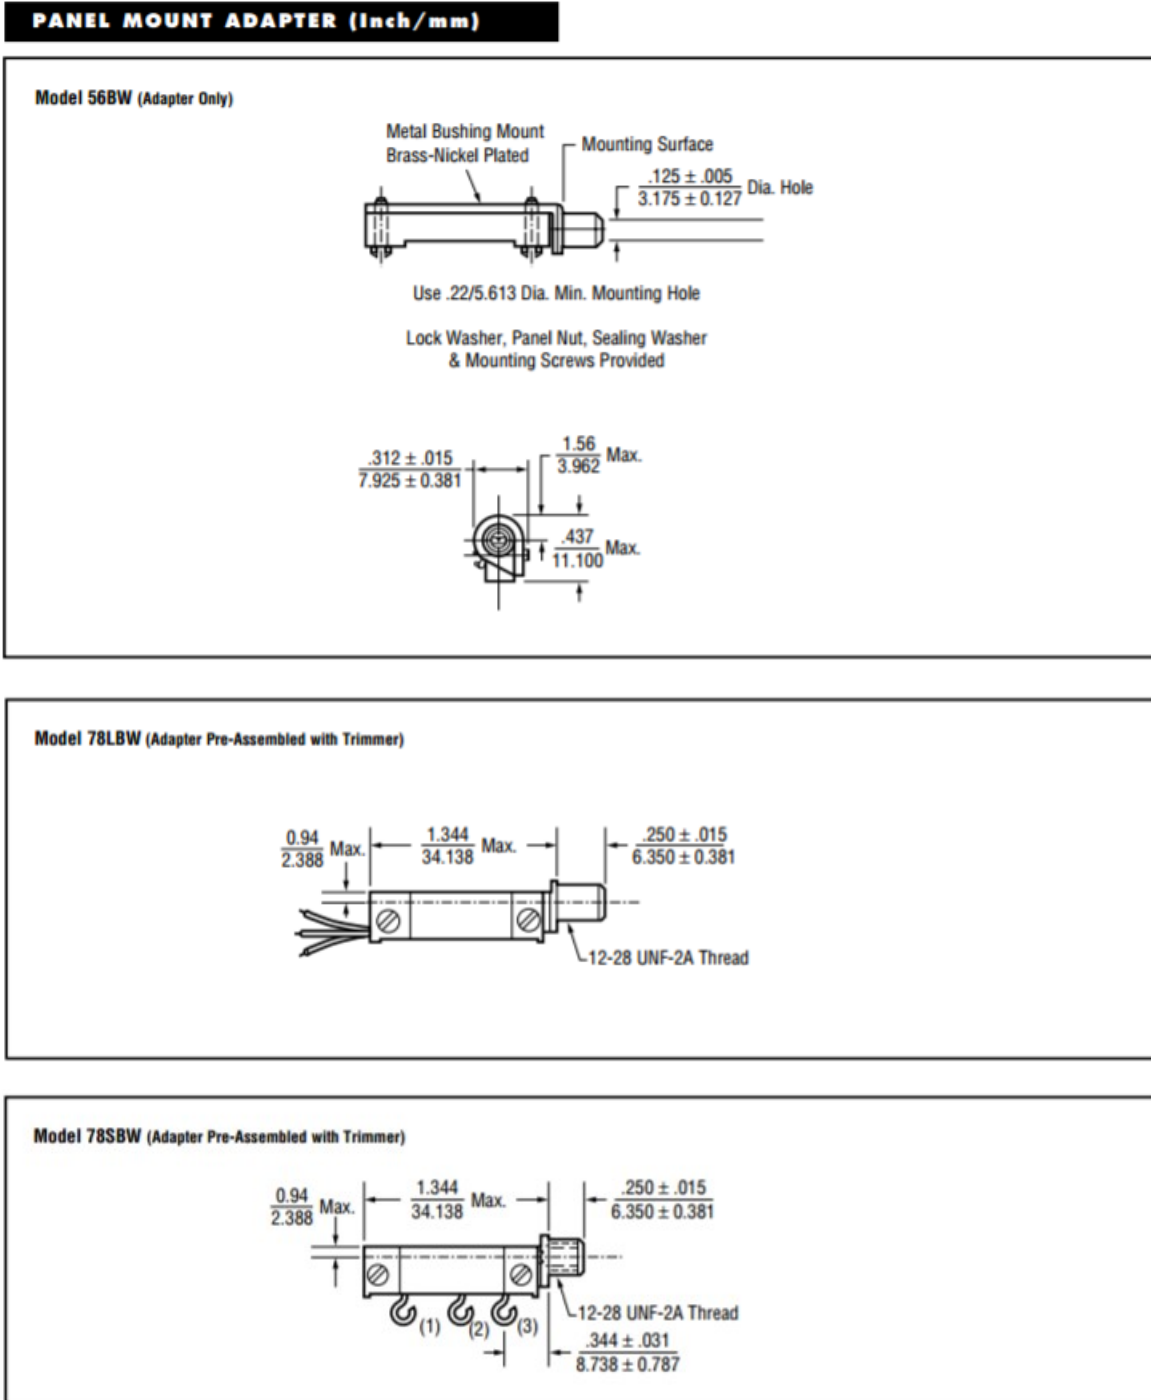 PANEL MOUNT ADAPTER (Inch/mm)
Model 56BW (Adapter Only)
Metal Bushing Mount
Brass-Nickel Plated
Mounting Surface
.125 ± .005
3.175 ± 0.127
Dia. Hole
Use .22/5.613 Dia. Min. Mounting Hole
Lock Washer, Panel Nut, Sealing Washer
& Mounting Screws Provided
.312 ± .015
7.925 ± 0.381
1.56
3.962
Max.
.437
11.100
Max.
Model 78LBW (Adapter Pre-Assembled with Trimmer)
0.94
2.388
Max.
1.344
34.138
Max.
.250 ± .015
6.350 ± 0.381
12-28 UNF-2A Thread
Model 78SBW (Adapter Pre-Assembled with Trimmer)
0.94
2.388
Max.
1.344
34.138
Max.
.250 ± .015
6.350 ± 0.381
12-28 UNF-2A Thread
(1) (2) (3)
.344 ± .031
8.738 ± 0.787